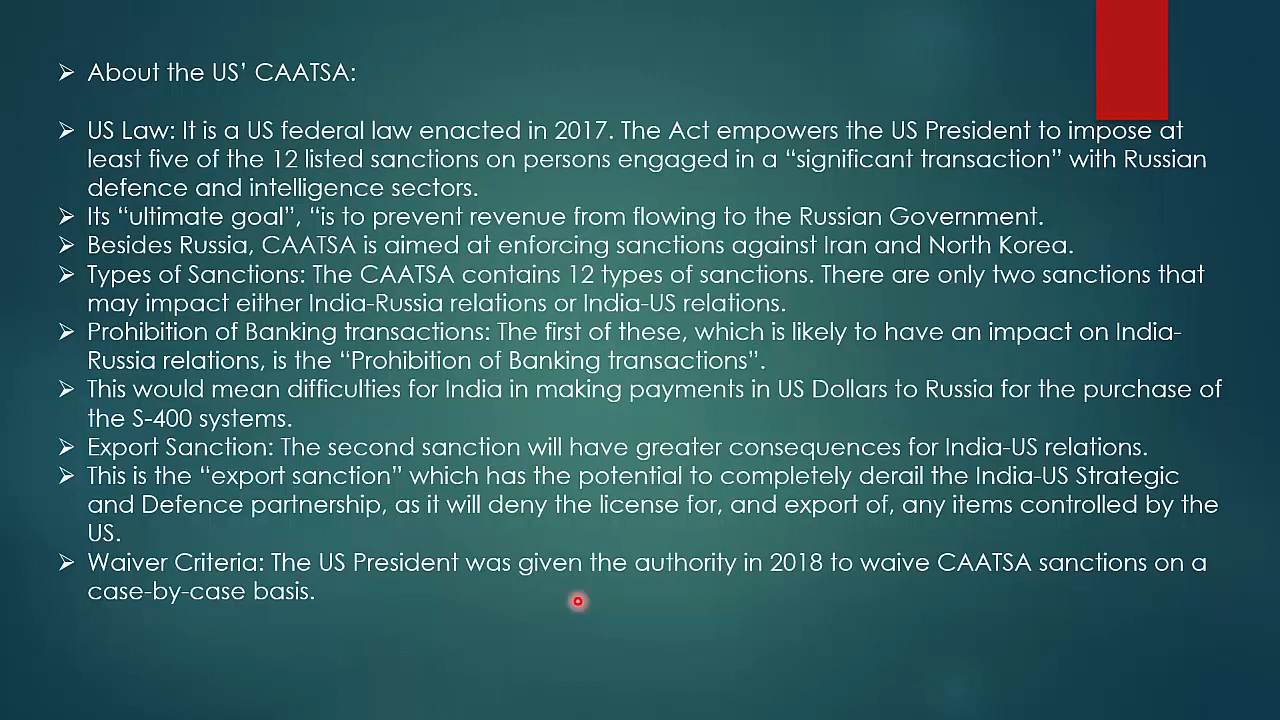 ➢ About the US’ CAATSA:
➢ US Law: It is a US federal law enacted in 2017. The Act empowers the US President to impose at
least five of the 12 listed sanctions on persons engaged in a “significant transaction” with Russian
defence and intelligence sectors.
➢ Its “ultimate goal”, “is to prevent revenue from flowing to the Russian Government.
➢ Besides Russia, CAATSA is aimed at enforcing sanctions against Iran and North Korea.
➢ Types of Sanctions: The CAATSA contains 12 types of sanctions. There are only two sanctions that
may impact either India-Russia relations or India-US relations.
➢ Prohibition of Banking transactions: The first of these, which is likely to have an impact on India-
Russia relations, is the “Prohibition of Banking transactions”.
➢ This would mean difficulties for India in making payments in US Dollars to Russia for the purchase of
the S-400 systems.
➢ Export Sanction: The second sanction will have greater consequences for India-US relations.
➢ This is the “export sanction” which has the potential to completely derail the India-US Strategic
and Defence partnership, as it will deny the license for, and export of, any items controlled by the
US.
➢ Waiver Criteria: The US President was given the authority in 2018 to waive CAATSA sanctions on a
case-by-case basis.